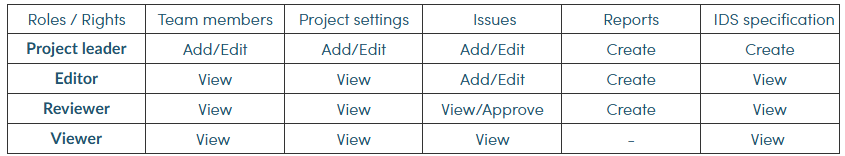 Roles / Rights Team members Project settings Issues Reports IDS specification
Project leader Add/Edit Add/Edit Add/Edit Create Create
Editor View View Add/Edit Create View
Reviewer View View View/Approve Create View
Viewer View View View - View